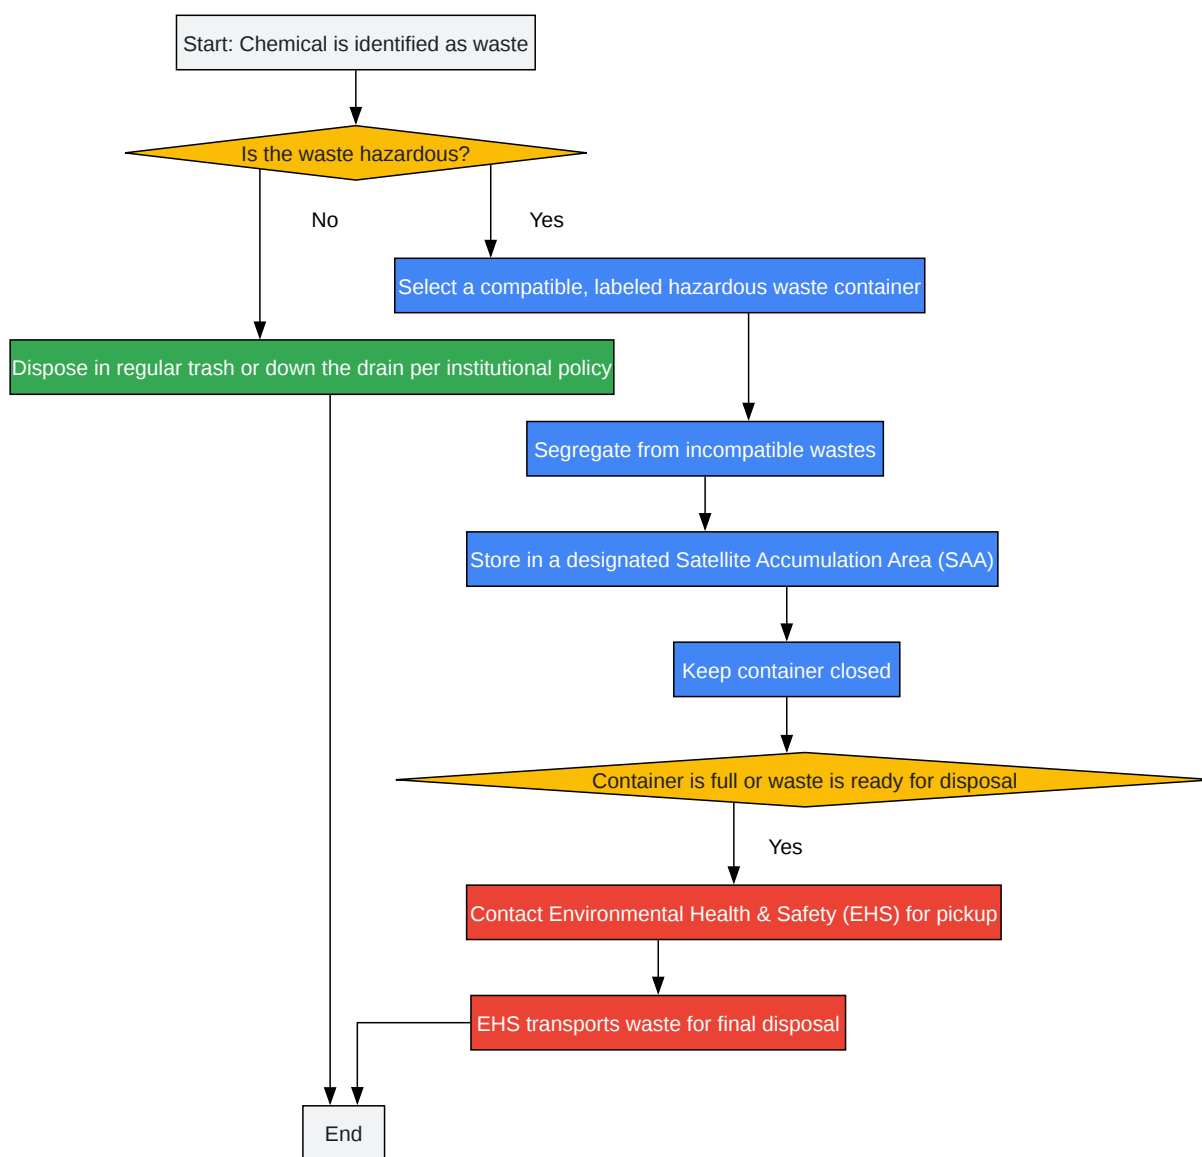 Start: Chemical is identified as waste
Is the waste hazardous?
No
Yes
Select a compatible, labeled hazardous waste container
Dispose in regular trash or down the drain per institutional policy
Segregate from incompatible wastes
Store in a designated Satellite Accumulation Area (SAA)
Keep container closed
Container is full or waste is ready for disposal
Yes
Contact Environmental Health & Safety (EHS) for pickup
EHS transports waste for final disposal
End